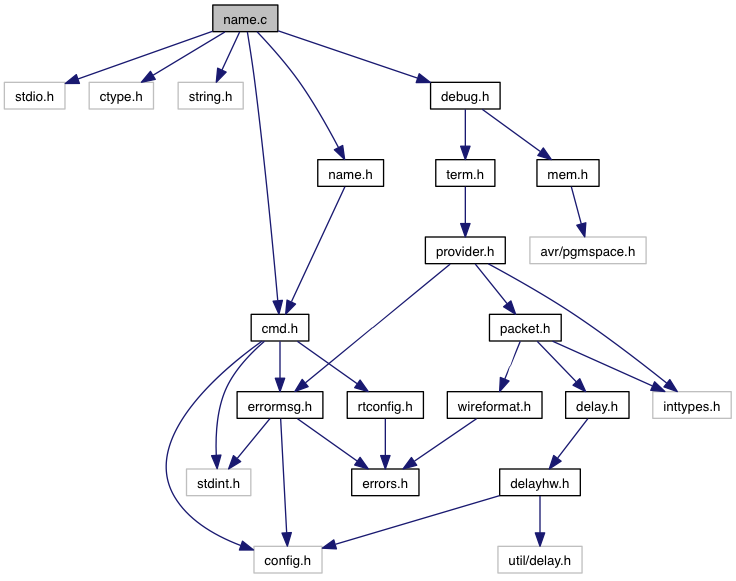 name.c
stdio.h
ctype.h
string.h
debug.h
name.h
term.h
mem.h
provider.h
avr/pgmspace.h
cmd.h
packet.h
errormsg.h
rtconfig.h
wireformat.h
delay.h
inttypes.h
stdint.h
errors.h
delayhw.h
config.h
util/delay.h